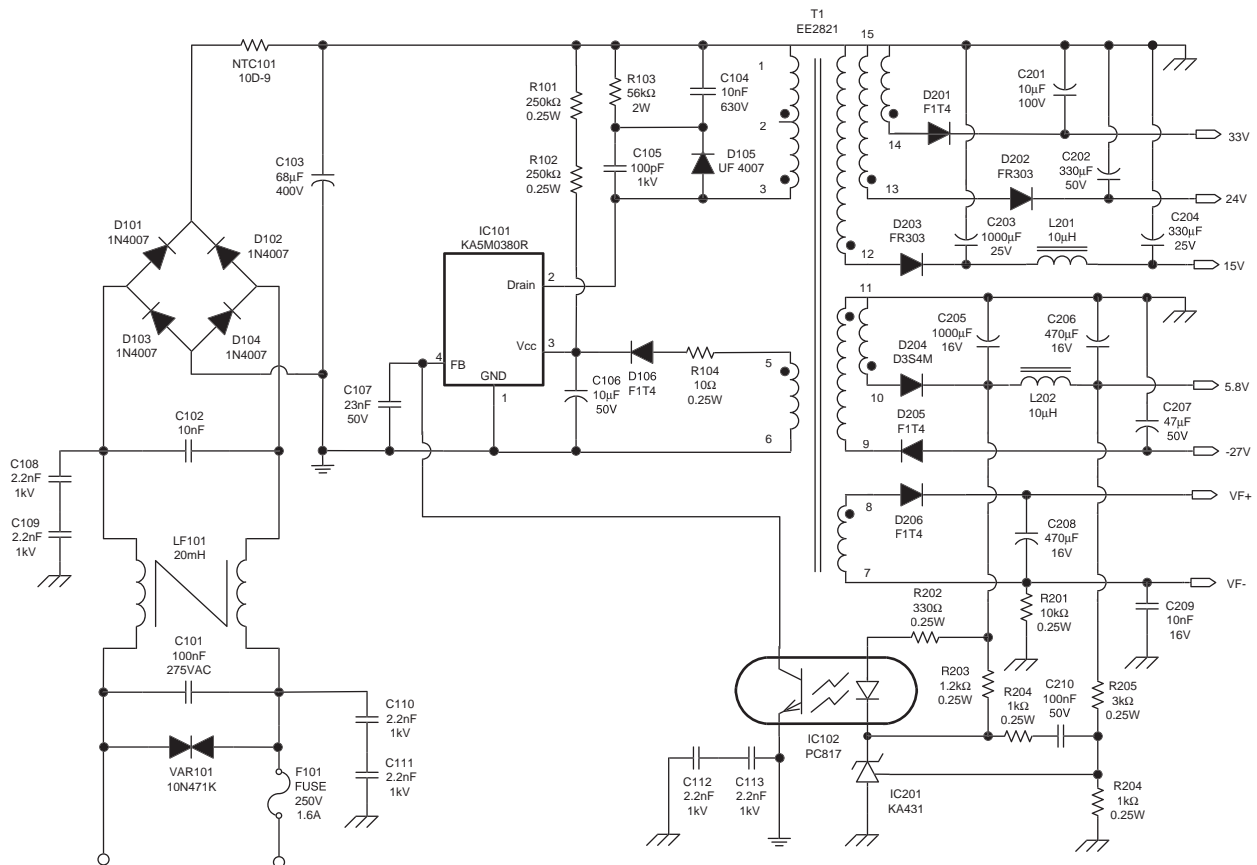 T1
EE2821
NTC101
10D-9
C103
68µF
400V
R101
250kΩ
0.25W
R102
250kΩ
0.25W
R103
56kΩ
2W
C104
10nF
630V
C105
100pF
1kV
D105
UF 4007
1
2
3
15
14
13
12
D201
F1T4
C201
10µF
100V
33V
D202
FR303
C202
330µF
50V
24V
D203
FR303
C203
1000µF
25V
L201
10µH
C204
330µF
25V
15V
D101
1N4007
D102
1N4007
D103
1N4007
D104
1N4007
IC101
KA5M0380R
Drain
2
Vcc
3
4
FB
GND
1
C107
23nF
50V
C106
10µF
50V
D106
F1T4
R104
10Ω
0.25W
5
6
11
10
9
C205
1000µF
16V
C206
470µF
16V
D204
D3S4M
L202
10µH
5.8V
D205
F1T4
C207
47µF
50V
-27V
8
7
D206
F1T4
C208
470µF
16V
VF+
VF-
C102
10nF
C108
2.2nF
1kV
C109
2.2nF
1kV
LF101
20mH
C101
100nF
275VAC
VAR101
10N471K
F101
FUSE
250V
1.6A
C110
2.2nF
1kV
C111
2.2nF
1kV
R202
330Ω
0.25W
R201
10kΩ
0.25W
C209
10nF
16V
R203
1.2kΩ
0.25W
R204
1kΩ
0.25W
C210
100nF
50V
R205
3kΩ
0.25W
IC102
PC817
C112
2.2nF
1kV
C113
2.2nF
1kV
IC201
KA431
R204
1kΩ
0.25W